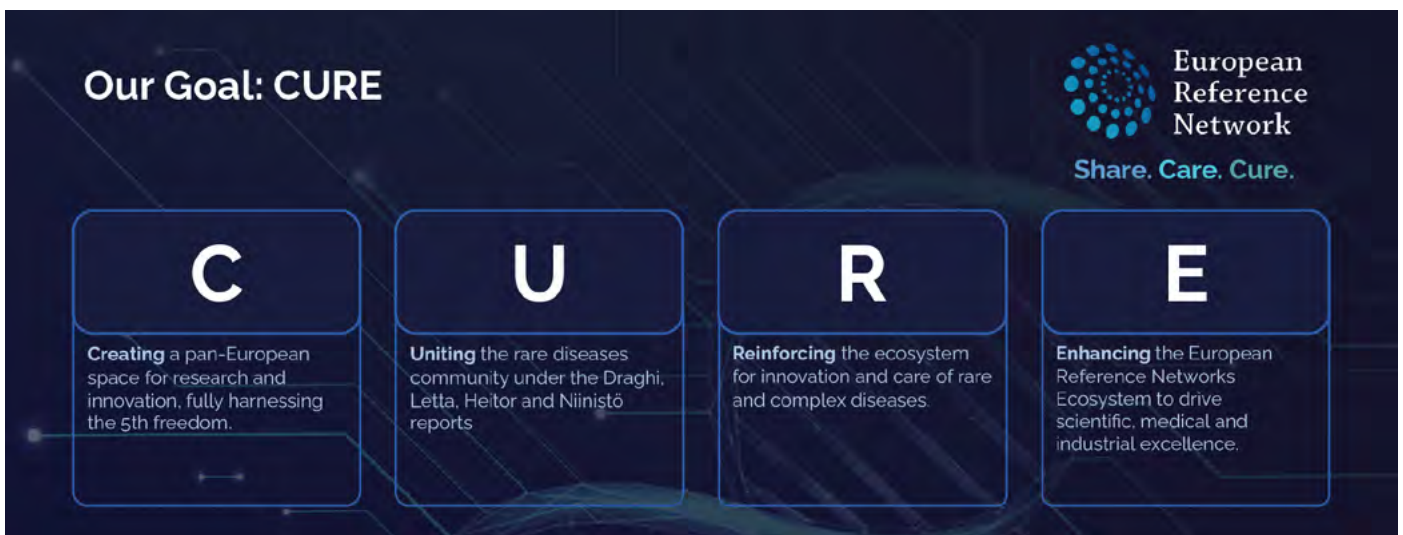 Our Goal: CURE
European
Reference
Network
Share. Care. Cure.
C
Creating a pan-European
space for research and
innovation, fully harnessing
the 5th freedom.
U
Uniting the rare diseases
community under the Draghi,
Letta, Heitor and Niinistö
reports
R
Reinforcing the ecosystem
for innovation and care of rare
and complex diseases.
E
Enhancing the European
Reference Networks
Ecosystem to drive
scientific, medical and
industrial excellence.